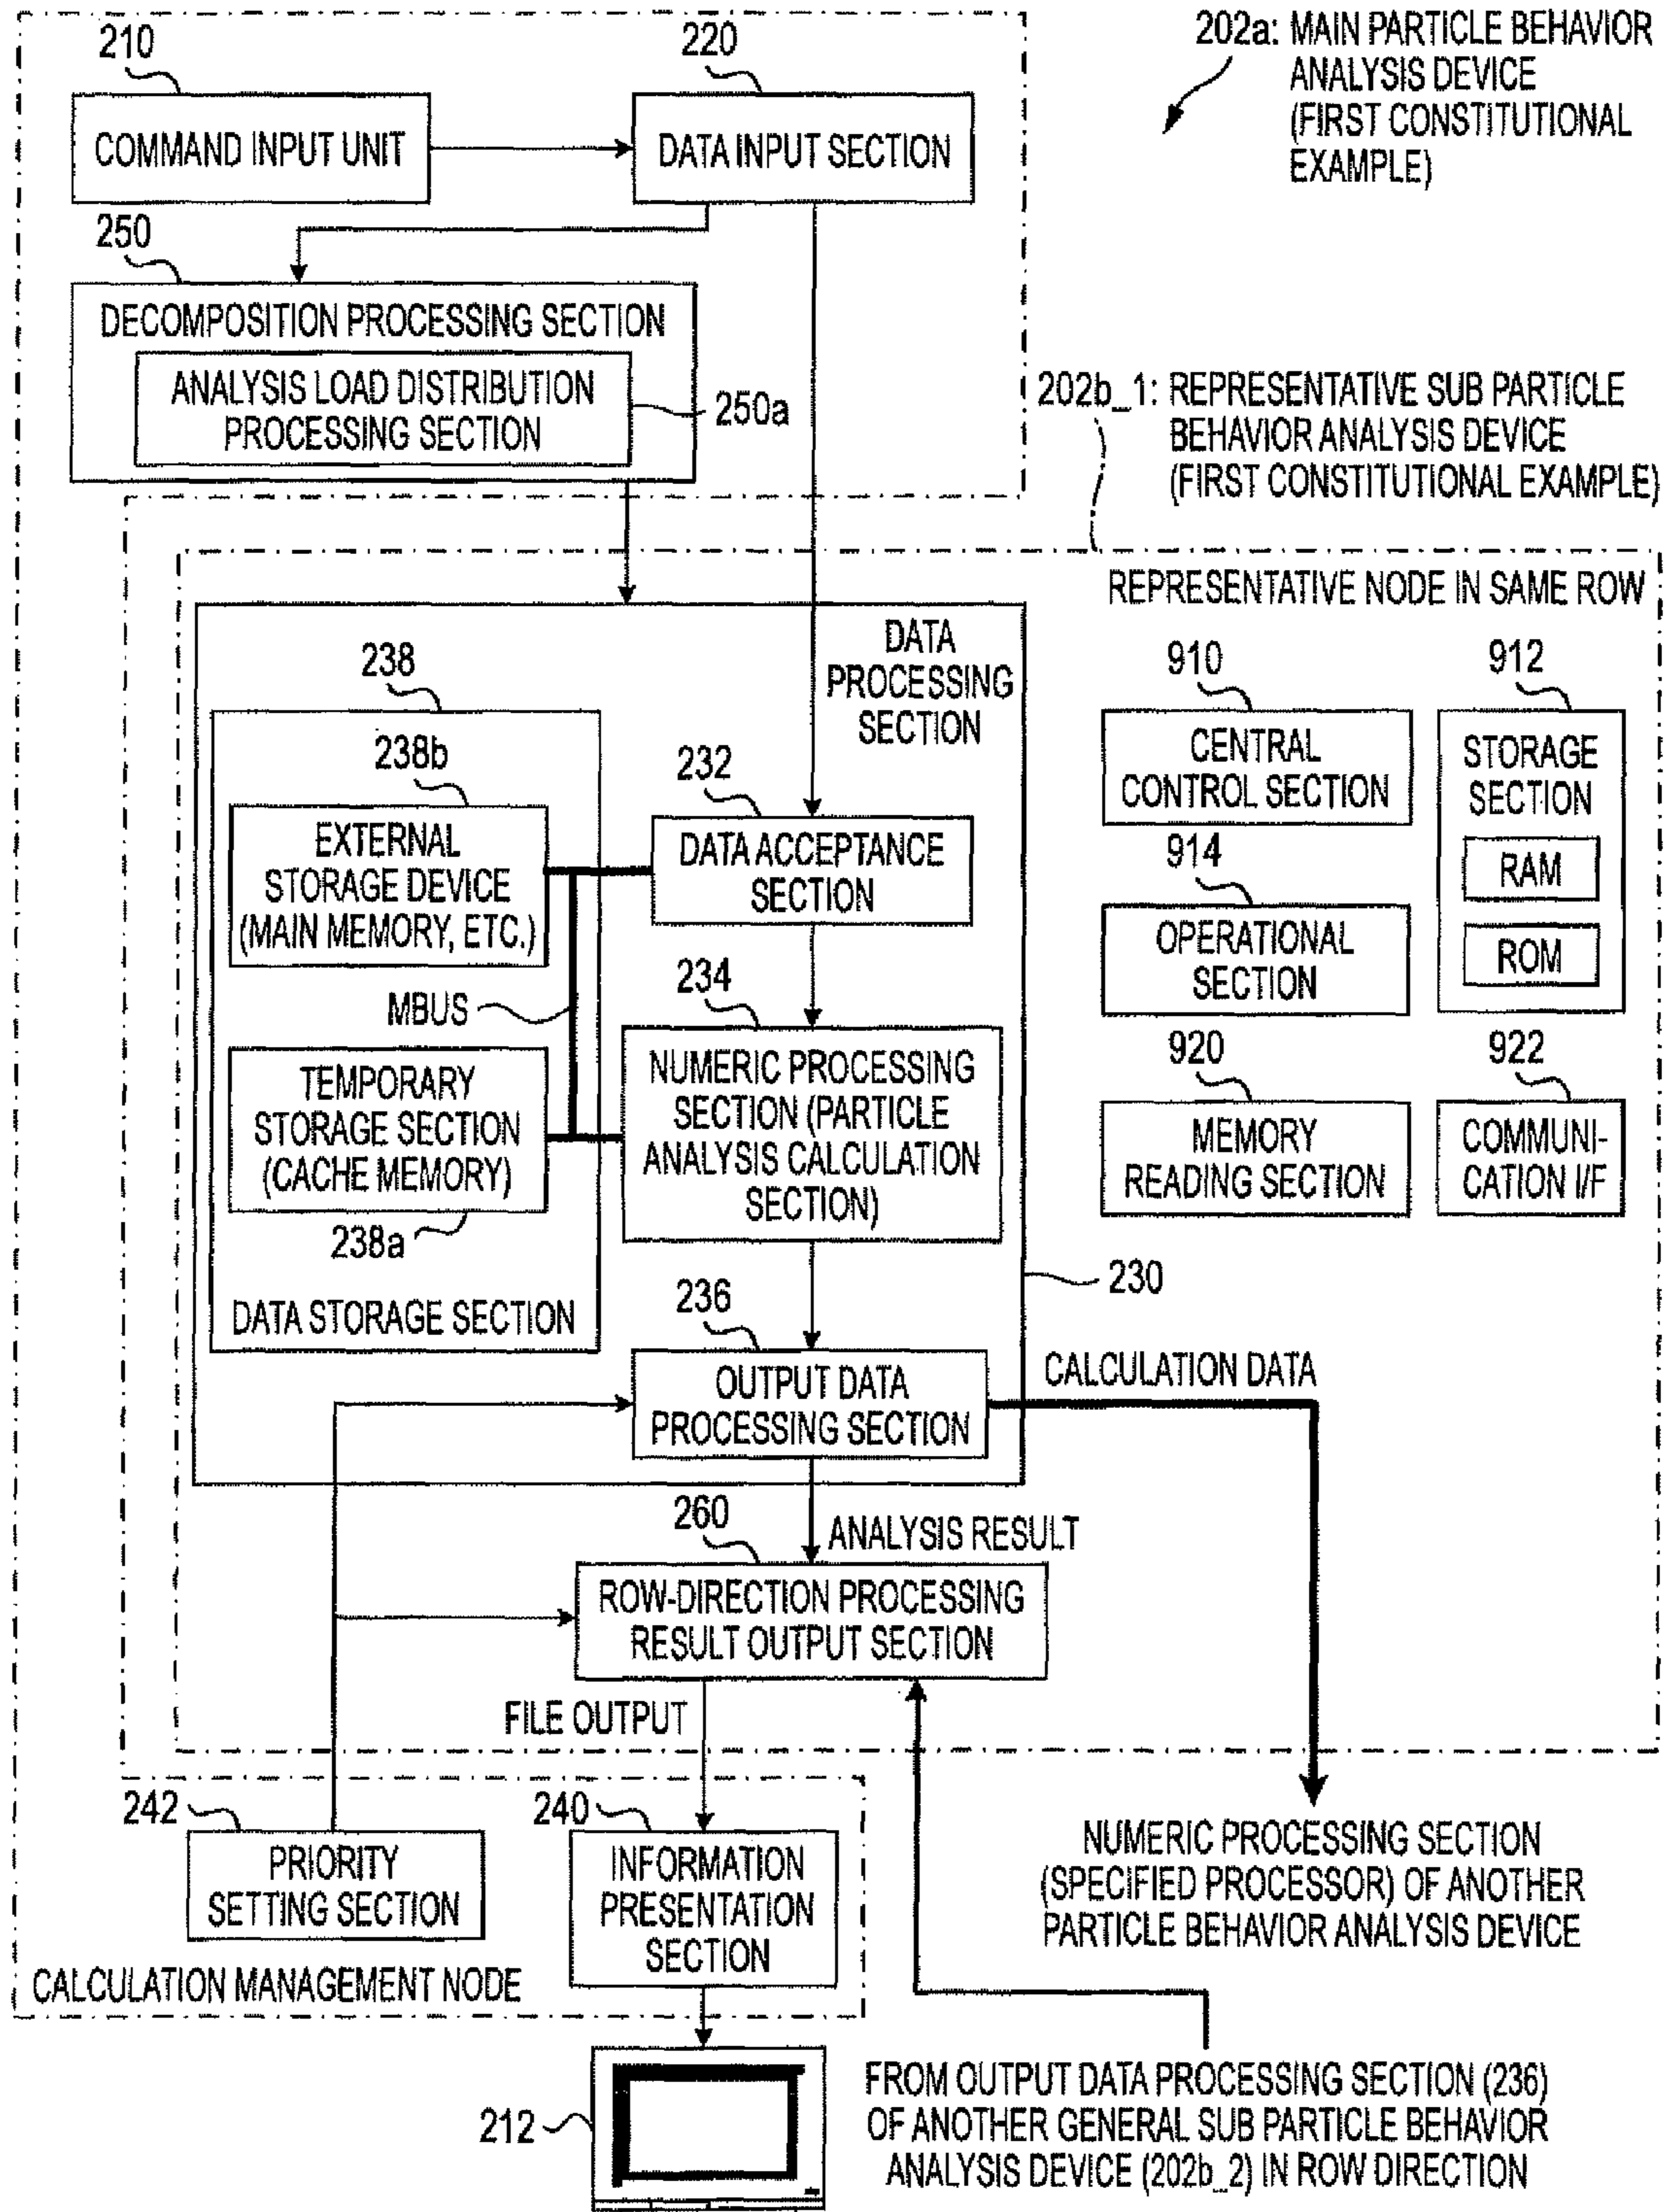 210
220
202a: MAIN PARTICLE BEHAVIOR
ANALYSIS DEVICE
(FIRST CONSTITUTIONAL
EXAMPLE)
COMMAND INPUT UNIT
DATA INPUT SECTION
250
DECOMPOSITION PROCESSING SECTION
ANALYSIS LOAD DISTRIBUTION
PROCESSING SECTION
250a
202b_1: REPRESENTATIVE SUB PARTICLE
BEHAVIOR ANALYSIS DEVICE
(FIRST CONSTITUTIONAL EXAMPLE)
REPRESENTATIVE NODE IN SAME ROW
DATA
PROCESSING
SECTION
238
238b
EXTERNAL
STORAGE DEVICE
(MAIN MEMORY, ETC.)
232
DATA ACCEPTANCE
SECTION
MBUS
234
NUMERIC PROCESSING
SECTION (PARTICLE
ANALYSIS CALCULATION
SECTION)
TEMPORARY
STORAGE SECTION
(CACHE MEMORY)
238a
DATA STORAGE SECTION
910
CENTRAL
CONTROL SECTION
912
STORAGE
SECTION
RAM
ROM
914
OPERATIONAL
SECTION
920
MEMORY
READING SECTION
922
COMMUNI-
CATION I/F
230
236
OUTPUT DATA
PROCESSING SECTION
CALCULATION DATA
260
ANALYSIS RESULT
ROW-DIRECTION PROCESSING
RESULT OUTPUT SECTION
FILE OUTPUT
242
PRIORITY
SETTING SECTION
240
INFORMATION
PRESENTATION
SECTION
CALCULATION MANAGEMENT NODE
NUMERIC PROCESSING SECTION
(SPECIFIED PROCESSOR) OF ANOTHER
PARTICLE BEHAVIOR ANALYSIS DEVICE
212
FROM OUTPUT DATA PROCESSING SECTION (236)
OF ANOTHER GENERAL SUB PARTICLE BEHAVIOR
ANALYSIS DEVICE (202b_2) IN ROW DIRECTION